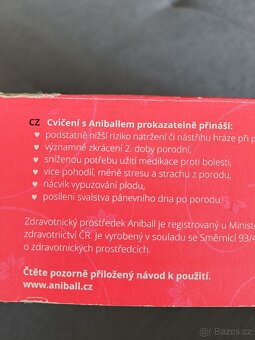 CZ Cvičení s Aniballem prokazatelně přináší:
podstatně nižší riziko natržení či nástřihu hráze při
významné zkrácení 2. doby porodní,
sníženou potřebu užití medikace proti bolesti,
více pohodlí, méně stresu a strachu z porodu,
nácvik vypuzování plodu,
posílení svalstva pánevního dna po porodu.
Zdravotnický prostředek Aniball je registrovaný u Minist
zdravotnictví ČR. Je vyroben v souladu se Směrnicí 93/4
o zdravotnických prostředcích.
Čtěte pozorně přiložený návod k použití.
www.aniball.cz
© Bazos.cz